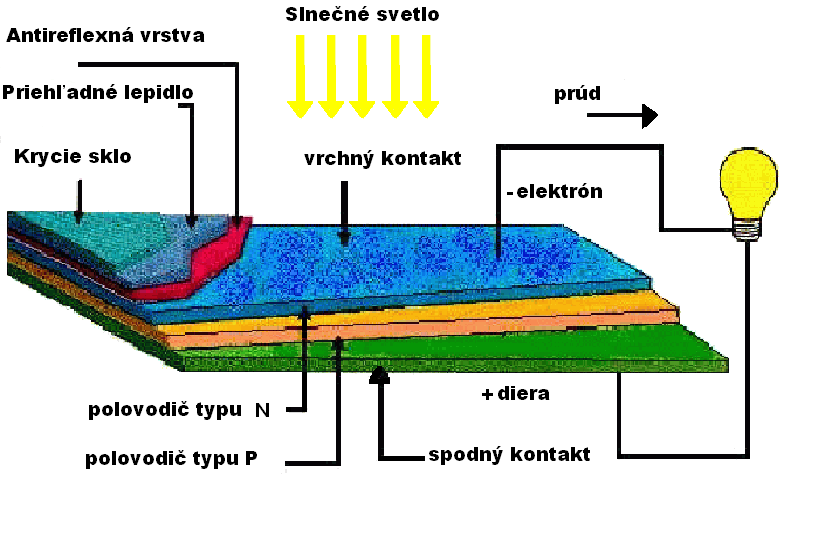 Slnečné svetlo
Antireflexná vrstva
Priehľadné lepidlo
prúd
Krycie sklo
vrchný kontakt
- elektrón
+ diera
polovodič typu N
polovodič typu P
spodný kontakt